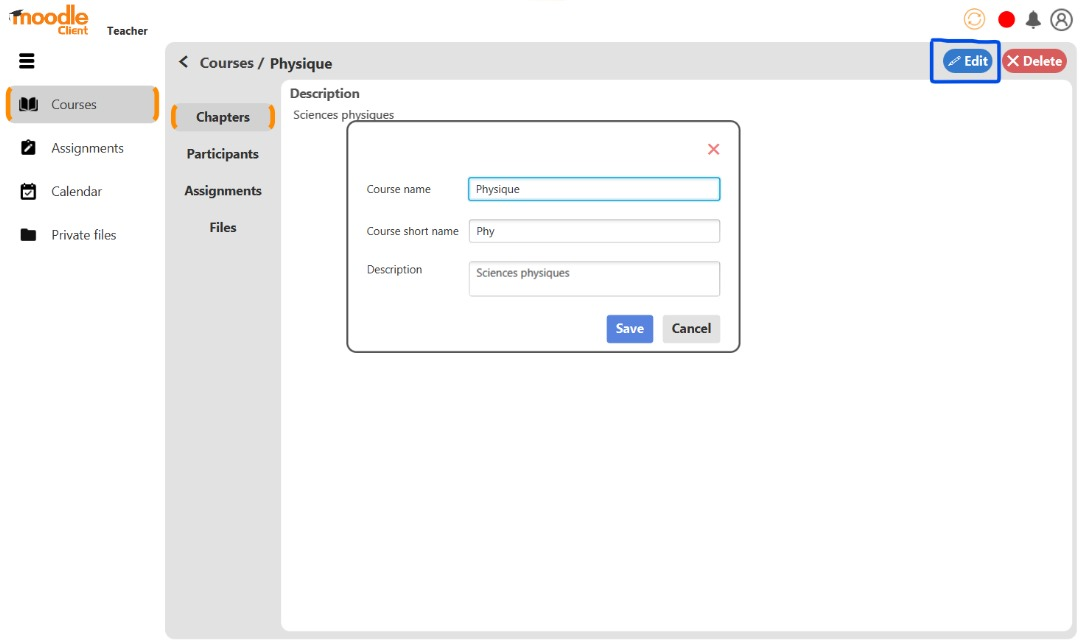 moodle
Client
Teacher
Courses / Physique
Edit
Delete
Courses
Assignments
Calendar
Private files
Chapters
Participants
Assignments
Files
Description
Sciences physiques
Course name
Physique
Course short name
Phy
Description
Sciences physiques
Save
Cancel